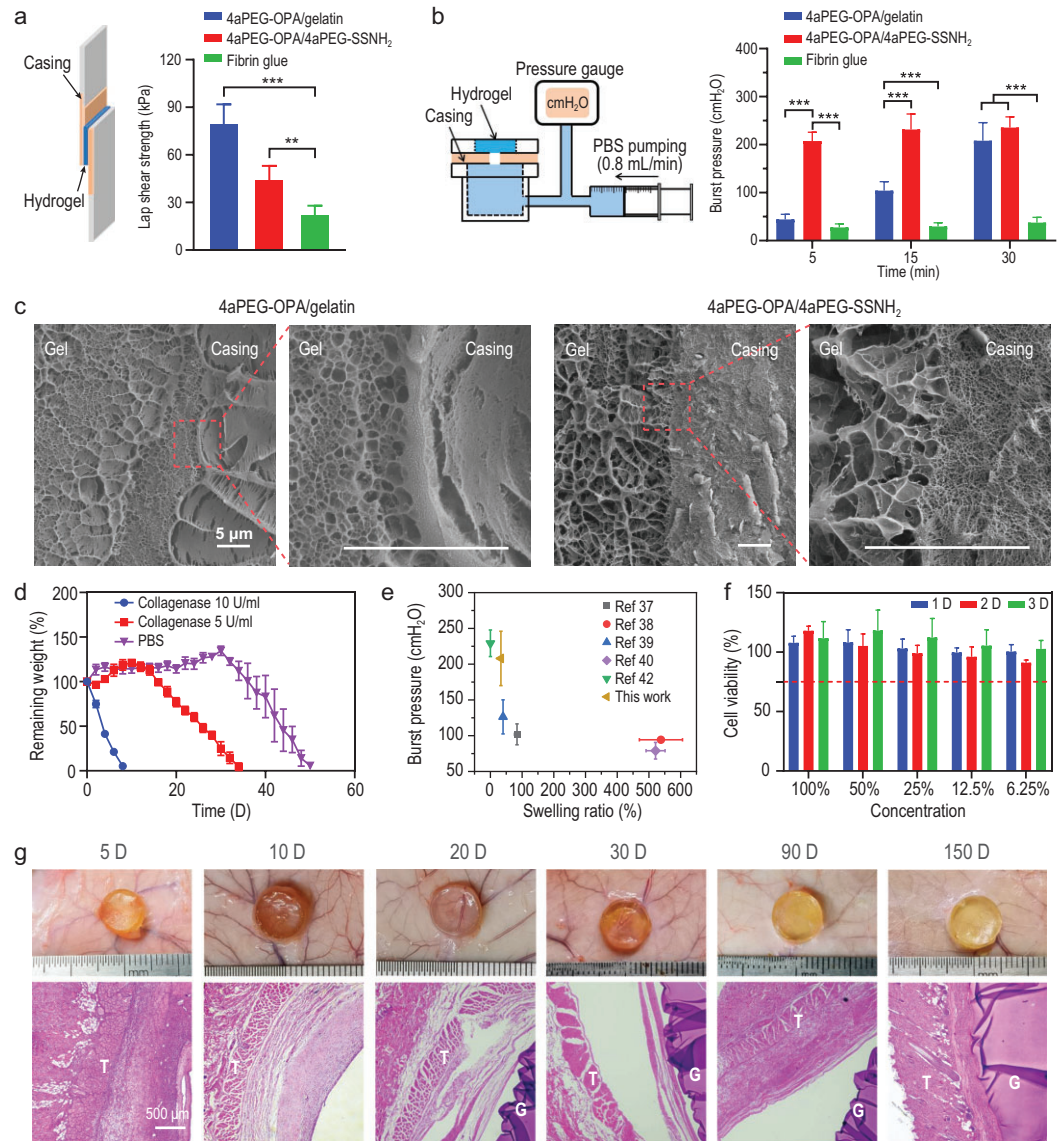 a
Casing
Hydrogel
4aPEG-OPA/gelatin
4aPEG-OPA/4aPEG-SSNH₂
Fibrin glue
Lap shear strength (kPa)
120
90
60
30
0
***
**
b
Pressure gauge
Hydrogel
cmH₂O
Casing
PBS pumping
(0.8 mL/min)
4aPEG-OPA/gelatin
4aPEG-OPA/4aPEG-SSNH₂
Fibrin glue
Burst pressure (cmH₂O)
400
300
200
100
0
*** ***
***
***
***
5 15 30
Time (min)
c
4aPEG-OPA/gelatin
4aPEG-OPA/4aPEG-SSNH₂
Gel Casing
5 µm
Gel Casing
Gel Casing
Gel Casing
d
Collagenase 10 U/ml
Collagenase 5 U/ml
PBS
Remaining weight (%)
200
150
100
50
0
0 20 40 60
Time (D)
e
Ref 37
Ref 38
Ref 39
Ref 40
Ref 42
This work
Burst pressure (cmH₂O)
300
250
200
150
100
50
0 100 200 300 400 500 600
Swelling ratio (%)
f
1 D 2 D 3 D
Cell viability (%)
150
100
50
0
100% 50% 25% 12.5% 6.25%
Concentration
g
5 D 10 D 20 D 30 D 90 D 150 D
mm
mm
mm
T
500 µm
T
T
G
T
G
T
G
T
G